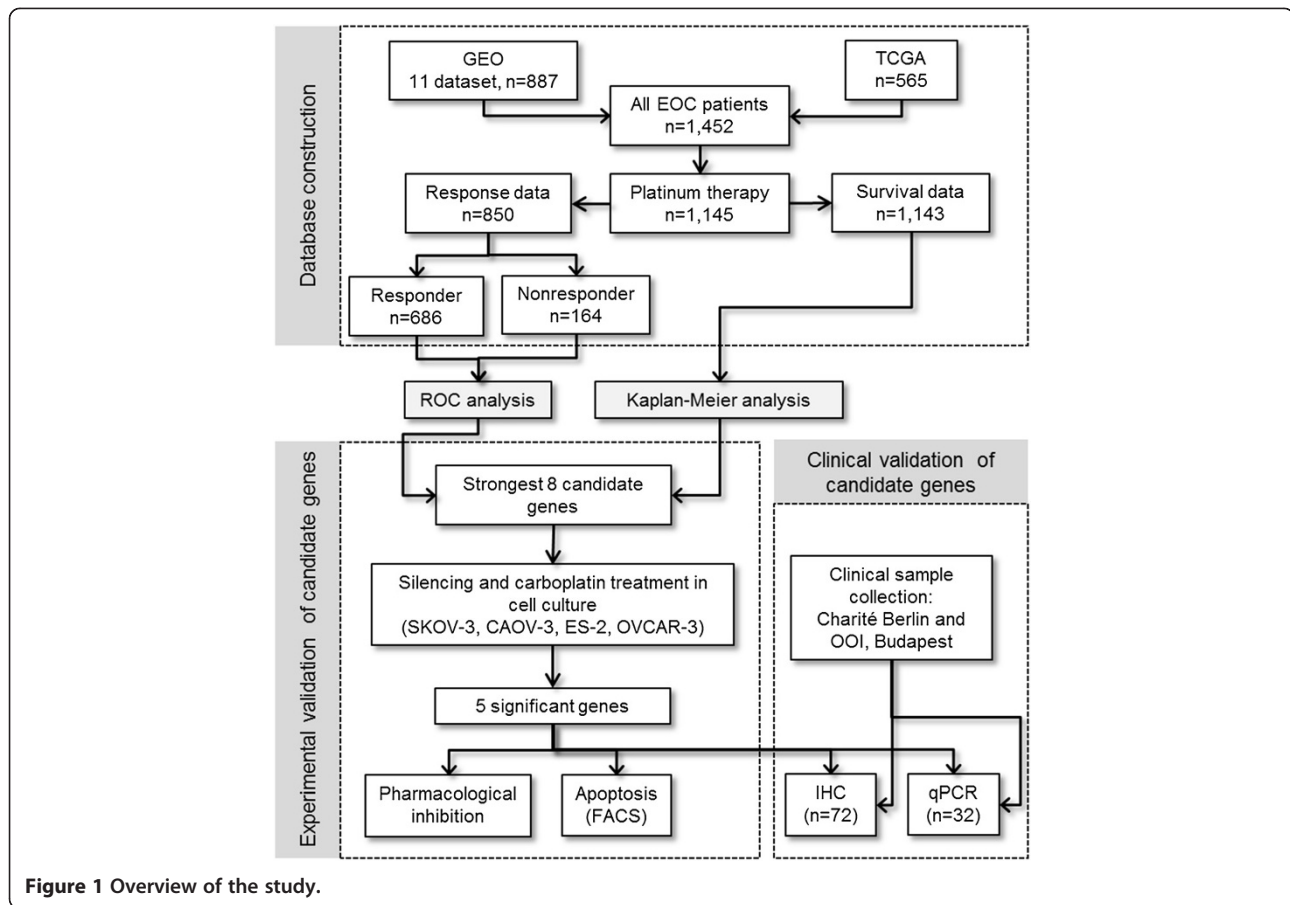 Database construction
GEO
11 dataset, n=887
TCGA
n=565
All EOC patients
n=1,452
Response data
n=850
Platinum therapy
n=1,145
Survival data
n=1,143
Responder
n=686
Nonresponder
n=164
ROC analysis
Kaplan-Meier analysis
Experimental validation of candidate genes
Strongest 8 candidate
genes
Silencing and carboplatin treatment in
cell culture
(SKOV-3, CAOV-3, ES-2, OVCAR-3)
5 significant genes
Pharmacological
inhibition
Apoptosis
(FACS)
Clinical validation of
candidate genes
Clinical sample
collection:
Charité Berlin and
OOI, Budapest
IHC
(n=72)
qPCR
(n=32)
Figure 1 Overview of the study.